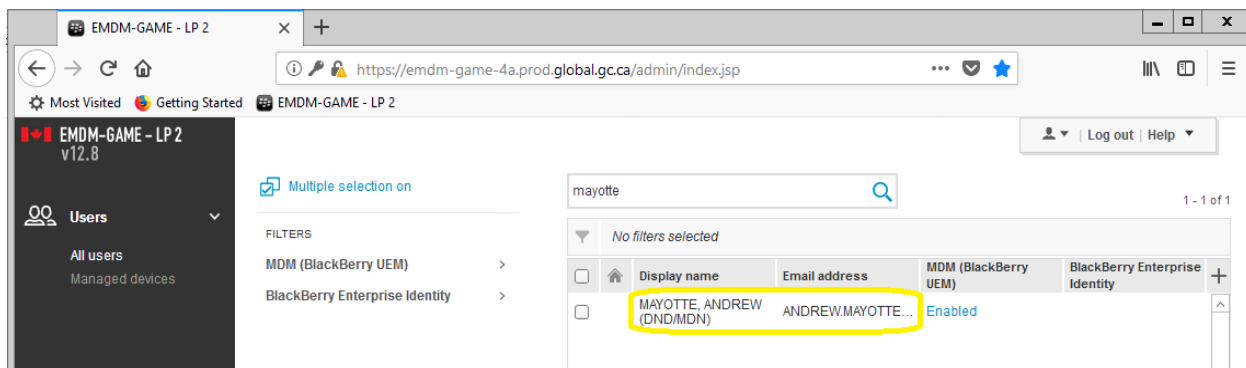 EMDM-GAME - LP 2
https://emdm-game-4a.prod.global.gc.ca/admin/index.jsp
Most Visited Getting Started EMDM-GAME - LP 2
EMDM-GAME – LP 2
v12.8
Log out | Help
Multiple selection on
mayotte
1 - 1 of 1
Users
FILTERS
No filters selected
All users
Managed devices
MDM (BlackBerry UEM)
BlackBerry Enterprise Identity
Display name Email address MDM (BlackBerry UEM) BlackBerry Enterprise Identity
MAYOTTE, ANDREW
(DND/MDN)
ANDREW.MAYOTTE...
Enabled